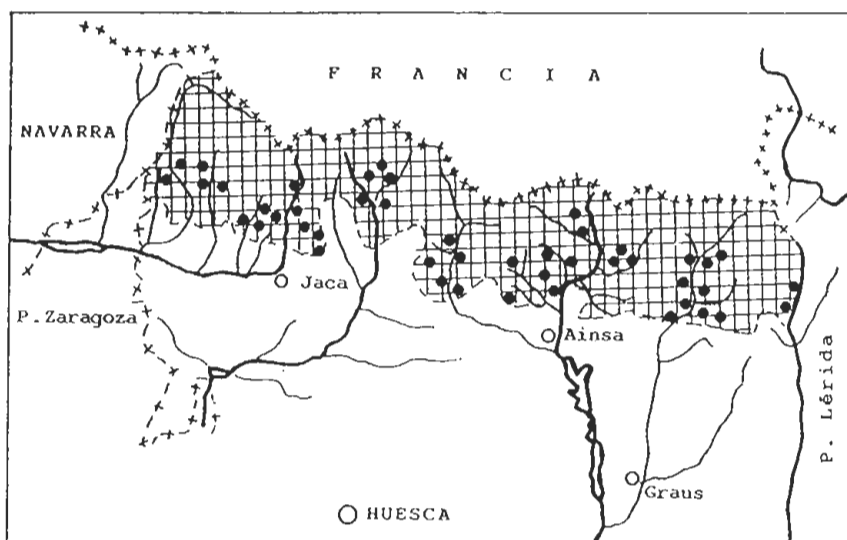 F R A N C I A
NAVARRA
Jaca
P. Zaragoza
Ainsa
P. Lérida
Graus
HUESCA